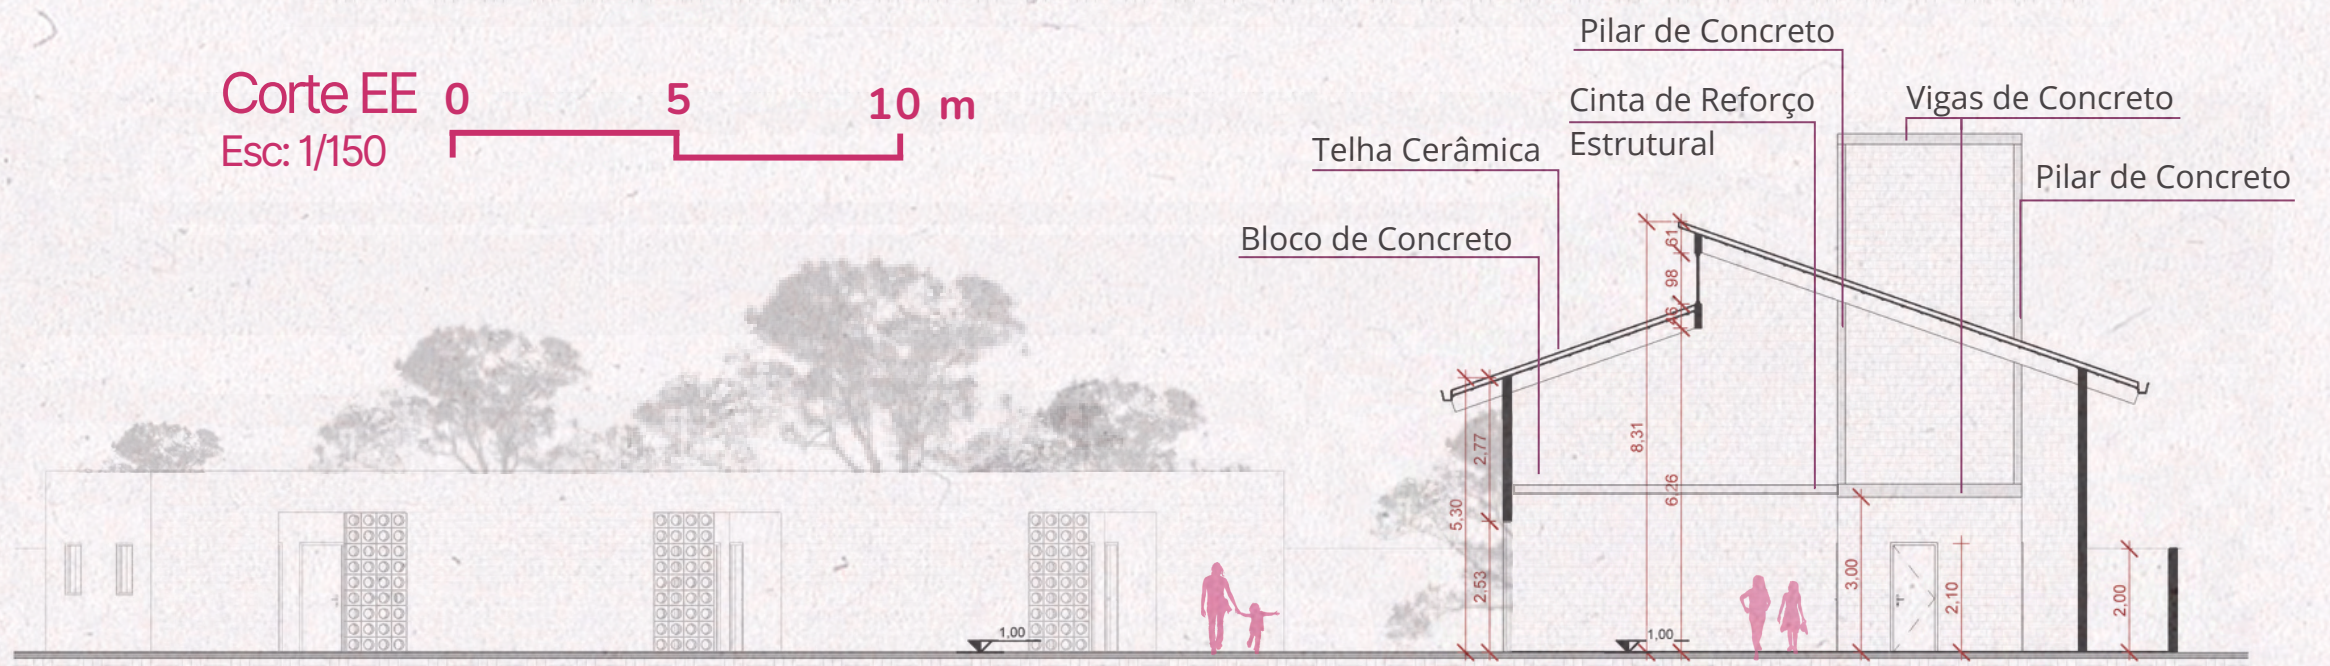 Corte EE
Esc: 1/150
0 5 10 m
Pilar de Concreto
Cinta de Reforço
Estrutural
Vigas de Concreto
Telha Cerâmica
Pilar de Concreto
Bloco de Concreto
61
98
8,31
6,26
2,77
5,30
2,53
3,00
2,10
2,00
1,00
1,00